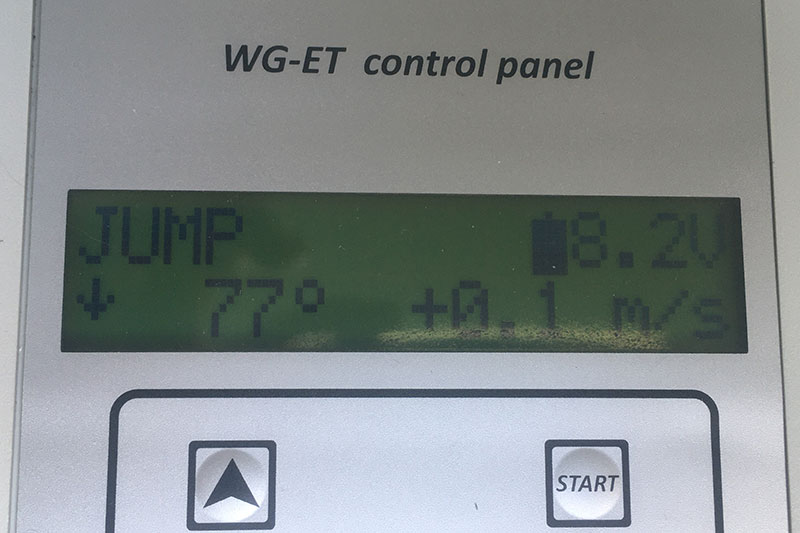 WG-ET control panel
JUMP 8.2V
↓ 77° +0.1 m/s
START